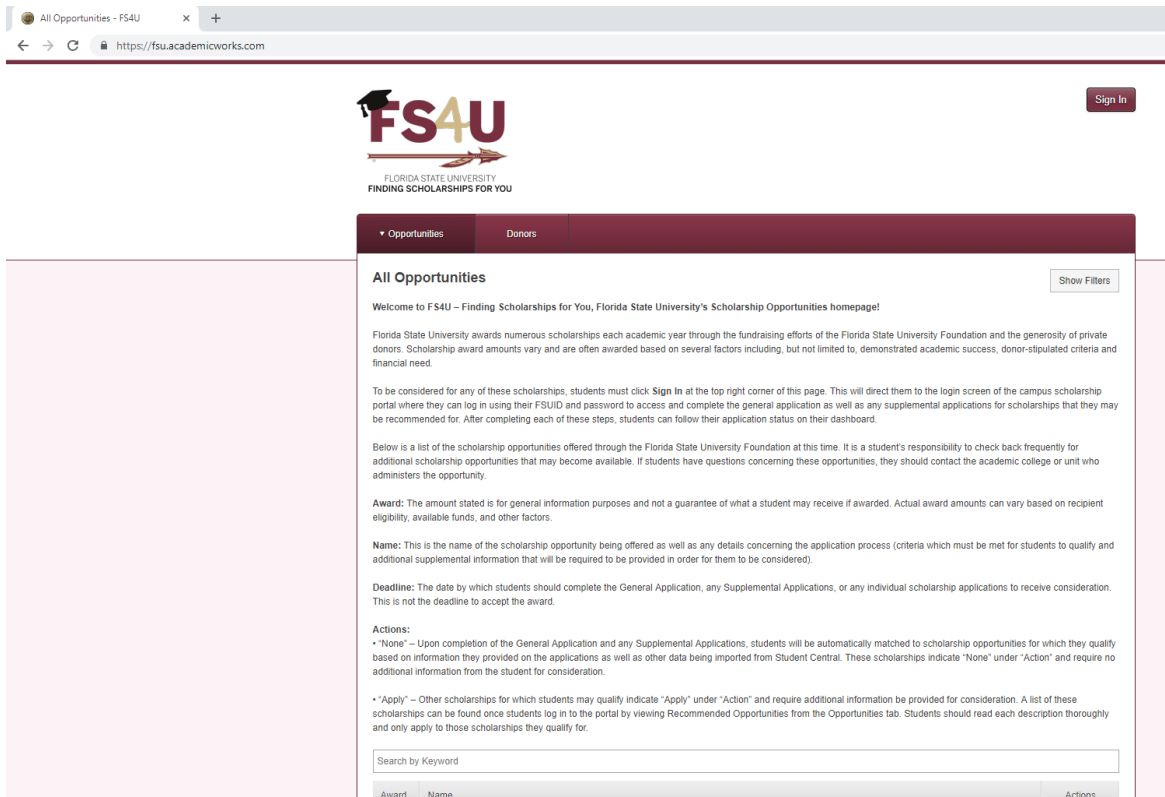 All Opportunities - FS4U
https://fsu.academicworks.com
FS4U
FLORIDA STATE UNIVERSITY
FINDING SCHOLARSHIPS FOR YOU
Sign In
▾ Opportunities Donors
All Opportunities
Show Filters
Welcome to FS4U – Finding Scholarships for You, Florida State University's Scholarship Opportunities homepage!
Florida State University awards numerous scholarships each academic year through the fundraising efforts of the Florida State University Foundation and the generosity of private
donors. Scholarship award amounts vary and are often awarded based on several factors including, but not limited to, demonstrated academic success, donor-stipulated criteria and
financial need.
To be considered for any of these scholarships, students must click Sign In at the top right corner of this page. This will direct them to the login screen of the campus scholarship
portal where they can log in using their FSUID and password to access and complete the general application as well as any supplemental applications for scholarships that they may
be recommended for. After completing each of these steps, students can follow their application status on their dashboard.
Below is a list of the scholarship opportunities offered through the Florida State University Foundation at this time. It is a student's responsibility to check back frequently for
additional scholarship opportunities that may become available. If students have questions concerning these opportunities, they should contact the academic college or unit who
administers the opportunity.
Award: The amount stated is for general information purposes and not a guarantee of what a student may receive if awarded. Actual award amounts can vary based on recipient
eligibility, available funds, and other factors.
Name: This is the name of the scholarship opportunity being offered as well as any details concerning the application process (criteria which must be met for students to qualify and
additional supplemental information that will be required to be provided in order for them to be considered).
Deadline: The date by which students should complete the General Application, any Supplemental Applications, or any individual scholarship applications to receive consideration.
This is not the deadline to accept the award.
Actions:
• "None" – Upon completion of the General Application and any Supplemental Applications, students will be automatically matched to scholarship opportunities for which they qualify
based on information they provided on the applications as well as other data being imported from Student Central. These scholarships indicate "None" under "Action" and require no
additional information from the student for consideration.
• "Apply" – Other scholarships for which students may qualify indicate "Apply" under "Action" and require additional information be provided for consideration. A list of these
scholarships can be found once students log in to the portal by viewing Recommended Opportunities from the Opportunities tab. Students should read each description thoroughly
and only apply to those scholarships they qualify for.
Search by Keyword
Award Name Actions